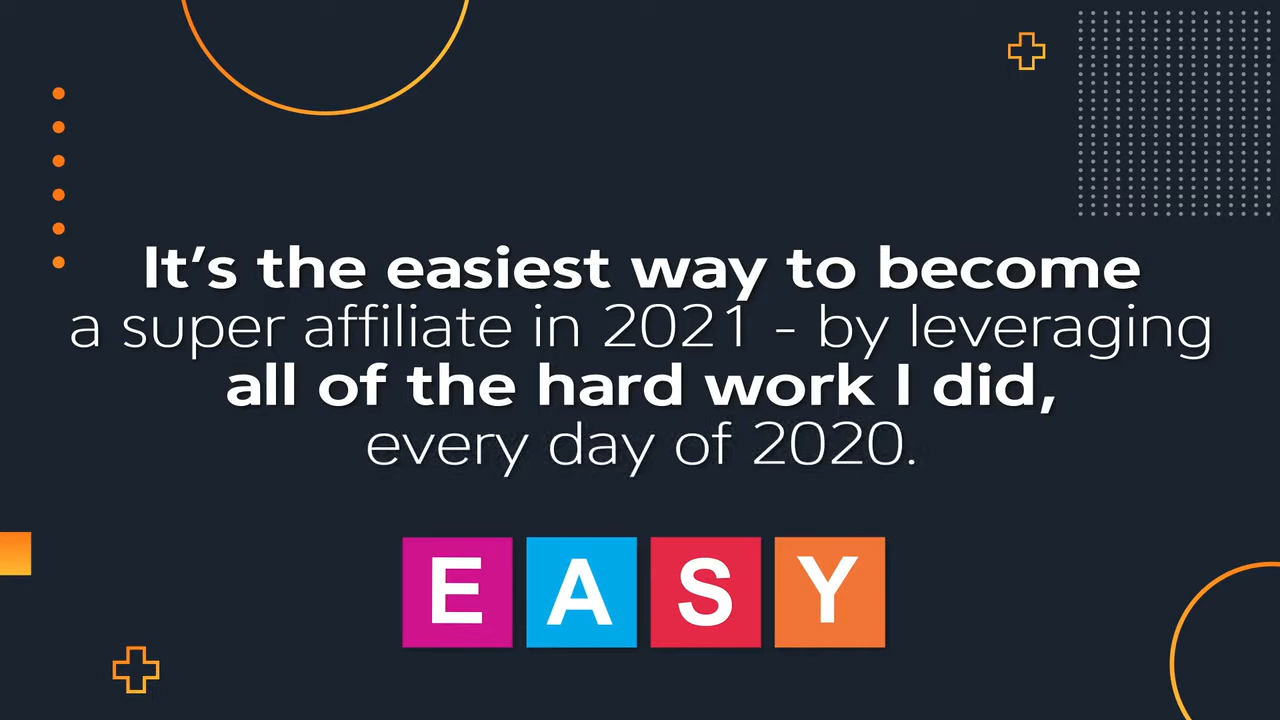 It's the easiest way to become
a super affiliate in 2021 - by leveraging
all of the hard work I did,
every day of 2020.
EASY